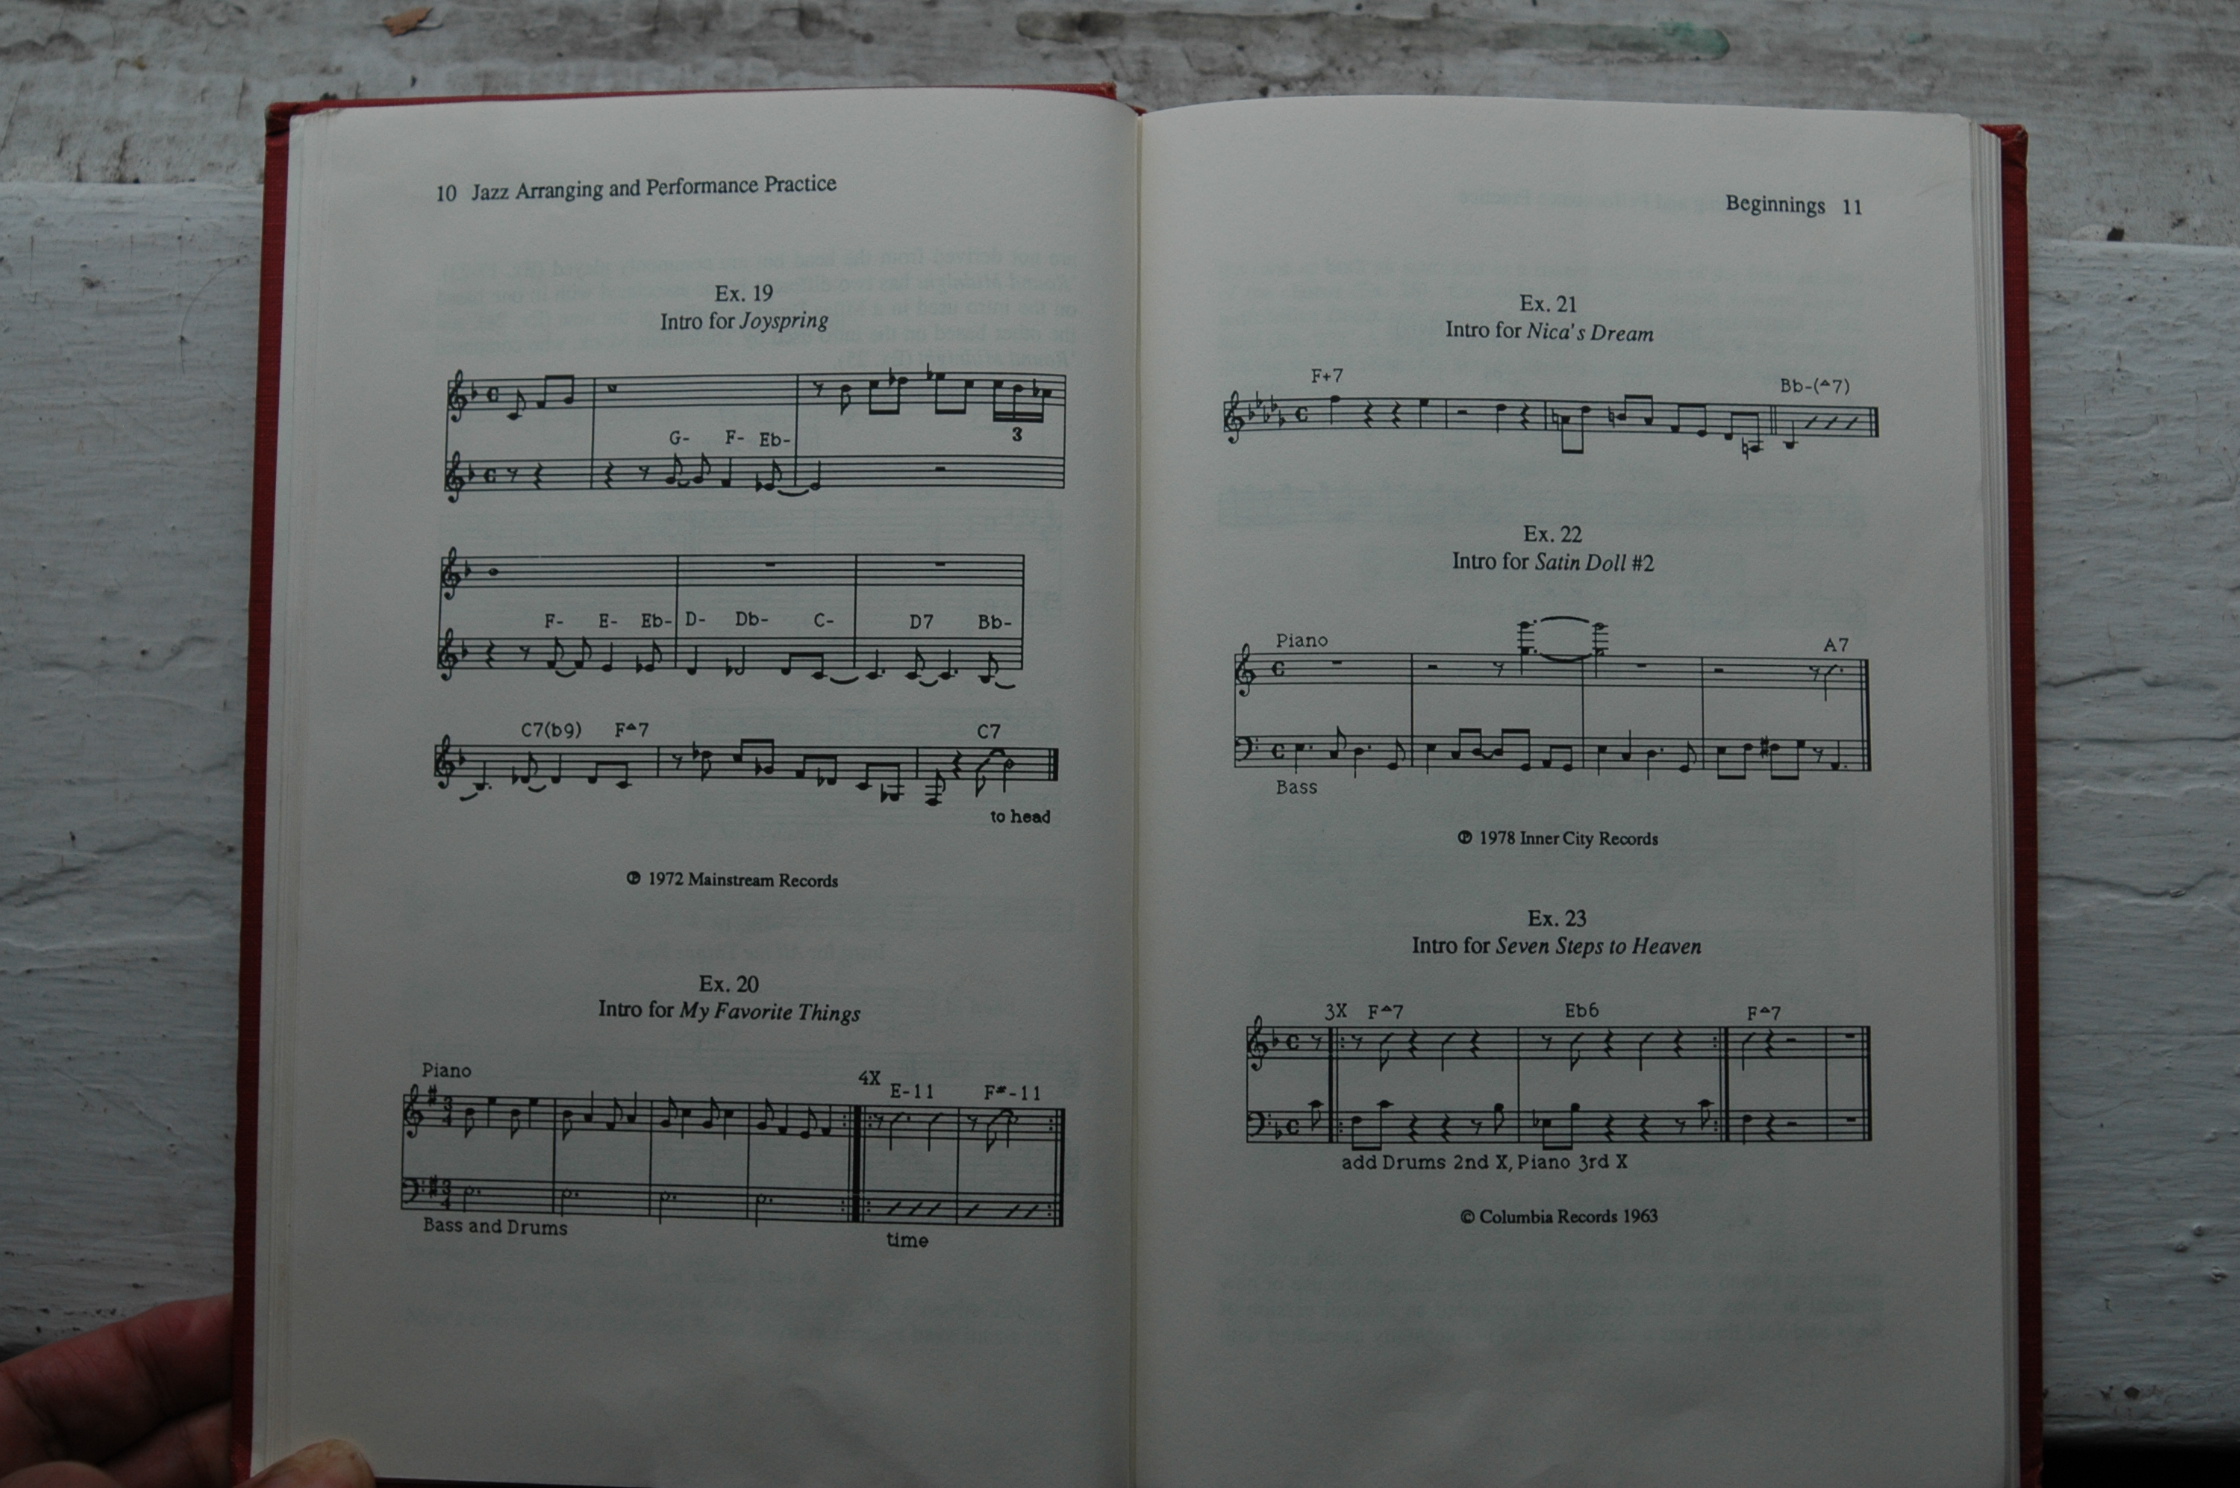 10 Jazz Arranging and Performance Practice
Ex. 19
Intro for Joyspring
3
G- F- Eb-
F- E- Eb- D- Db- C- D7 Bb-
C7(b9) F▵7 C7
to head
℗ 1972 Mainstream Records
Ex. 20
Intro for My Favorite Things
Piano
4X
E-11 F#-11
3
4
3
4
Bass and Drums
time
Beginnings 11
Ex. 21
Intro for Nica's Dream
F+7 Bb-(▵7)
Ex. 22
Intro for Satin Doll #2
Piano A7
Bass
℗ 1978 Inner City Records
Ex. 23
Intro for Seven Steps to Heaven
3X F▵7 Eb6 F▵7
add Drums 2nd X, Piano 3rd X
© Columbia Records 1963